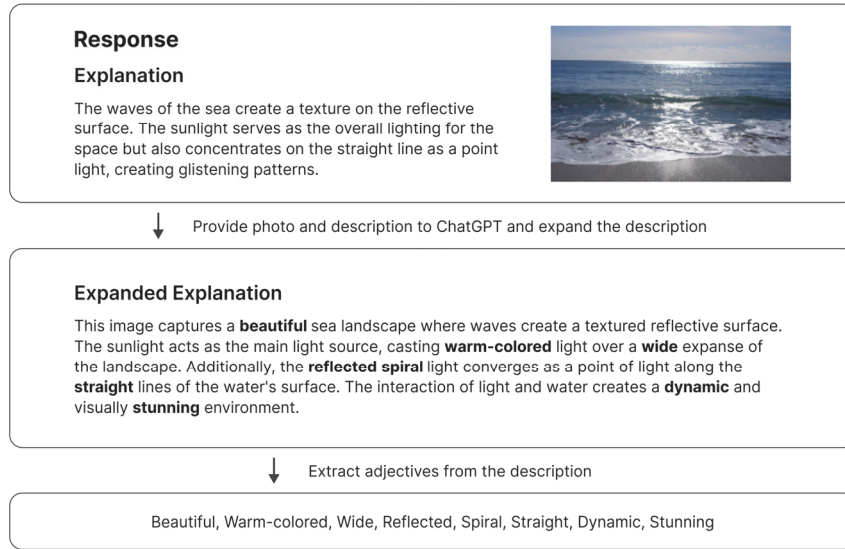 Response
Explanation
The waves of the sea create a texture on the reflective
surface. The sunlight serves as the overall lighting for the
space but also concentrates on the straight line as a point
light, creating glistening patterns.
Provide photo and description to ChatGPT and expand the description
Expanded Explanation
This image captures a beautiful sea landscape where waves create a textured reflective surface.
The sunlight acts as the main light source, casting warm-colored light over a wide expanse of
the landscape. Additionally, the reflected spiral light converges as a point of light along the
straight lines of the water's surface. The interaction of light and water creates a dynamic and
visually stunning environment.
Extract adjectives from the description
Beautiful, Warm-colored, Wide, Reflected, Spiral, Straight, Dynamic, Stunning